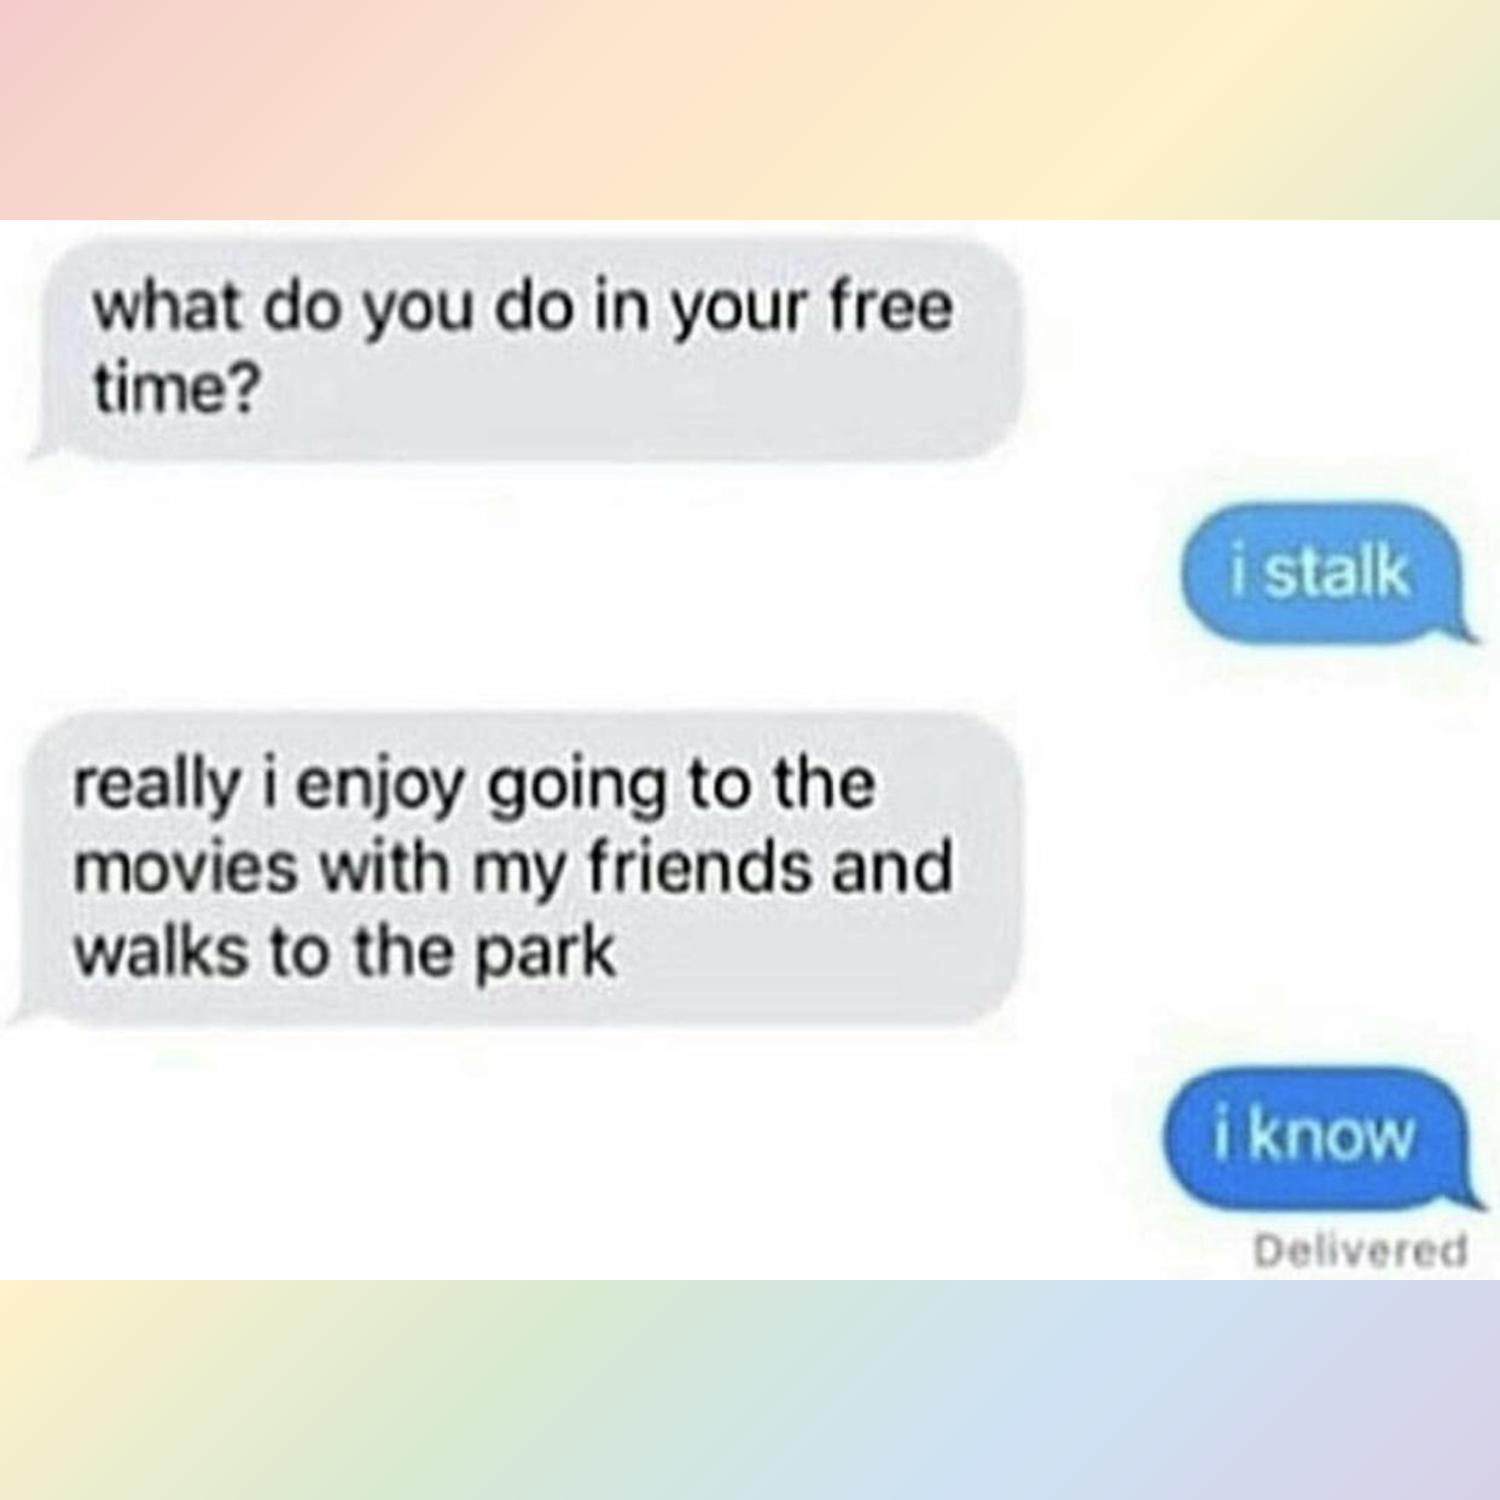 what do you do in your free
time?
i stalk
really i enjoy going to the
movies with my friends and
walks to the park
i know
Delivered